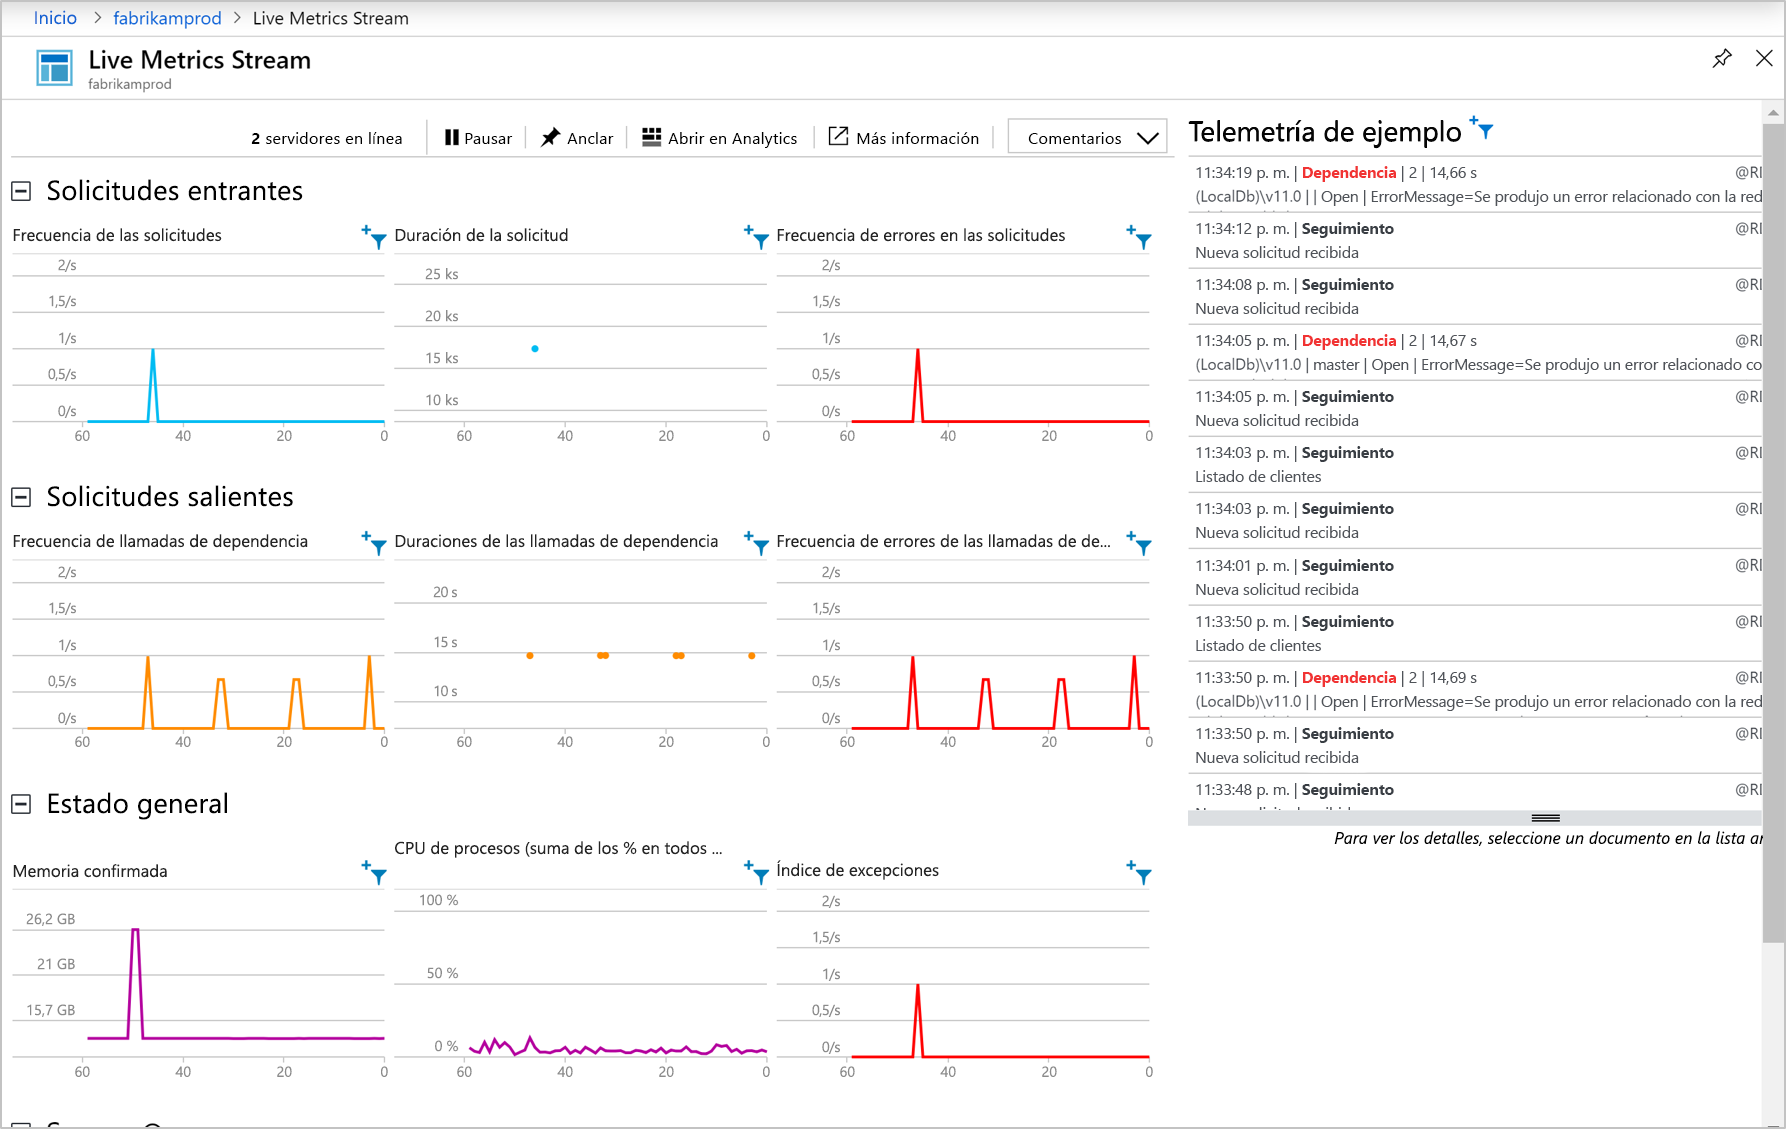 Inicio > fabrikamprod > Live Metrics Stream
Live Metrics Stream
fabrikamprod
2 servidores en línea
Pausar
Anclar
Abrir en Analytics
Más información
Comentarios
Solicitudes entrantes
Frecuencia de las solicitudes
2/s
1,5/s
1/s
0,5/s
0/s
60 40 20 0
Duración de la solicitud
25 ks
20 ks
15 ks
10 ks
60 40 20 0
Frecuencia de errores en las solicitudes
2/s
1,5/s
1/s
0,5/s
0/s
60 40 20 0
Solicitudes salientes
Frecuencia de llamadas de dependencia
2/s
1,5/s
1/s
0,5/s
0/s
60 40 20 0
Duraciones de las llamadas de dependencia
20 s
15 s
10 s
60 40 20 0
Frecuencia de errores de las llamadas de de...
2/s
1,5/s
1/s
0,5/s
0/s
60 40 20 0
Estado general
Memoria confirmada
26,2 GB
21 GB
15,7 GB
60 40 20 0
CPU de procesos (suma de los % en todos ...
100 %
50 %
0 %
60 40 20 0
Índice de excepciones
2/s
1,5/s
1/s
0,5/s
0/s
60 40 20 0
Telemetría de ejemplo
11:34:19 p. m. | Dependencia | 2 | 14,66 s @RI
(LocalDb)\v11.0 | | Open | ErrorMessage=Se produjo un error relacionado con la red
11:34:12 p. m. | Seguimiento @RI
Nueva solicitud recibida
11:34:08 p. m. | Seguimiento @RI
Nueva solicitud recibida
11:34:05 p. m. | Dependencia | 2 | 14,67 s @RI
(LocalDb)\v11.0 | master | Open | ErrorMessage=Se produjo un error relacionado co
11:34:05 p. m. | Seguimiento @RI
Nueva solicitud recibida
11:34:03 p. m. | Seguimiento @RI
Listado de clientes
11:34:03 p. m. | Seguimiento @RI
Nueva solicitud recibida
11:34:01 p. m. | Seguimiento @RI
Nueva solicitud recibida
11:33:50 p. m. | Seguimiento @RI
Listado de clientes
11:33:50 p. m. | Dependencia | 2 | 14,69 s @RI
(LocalDb)\v11.0 | | Open | ErrorMessage=Se produjo un error relacionado con la red
11:33:50 p. m. | Seguimiento @RI
Nueva solicitud recibida
11:33:48 p. m. | Seguimiento @RI
Para ver los detalles, seleccione un documento en la lista ar